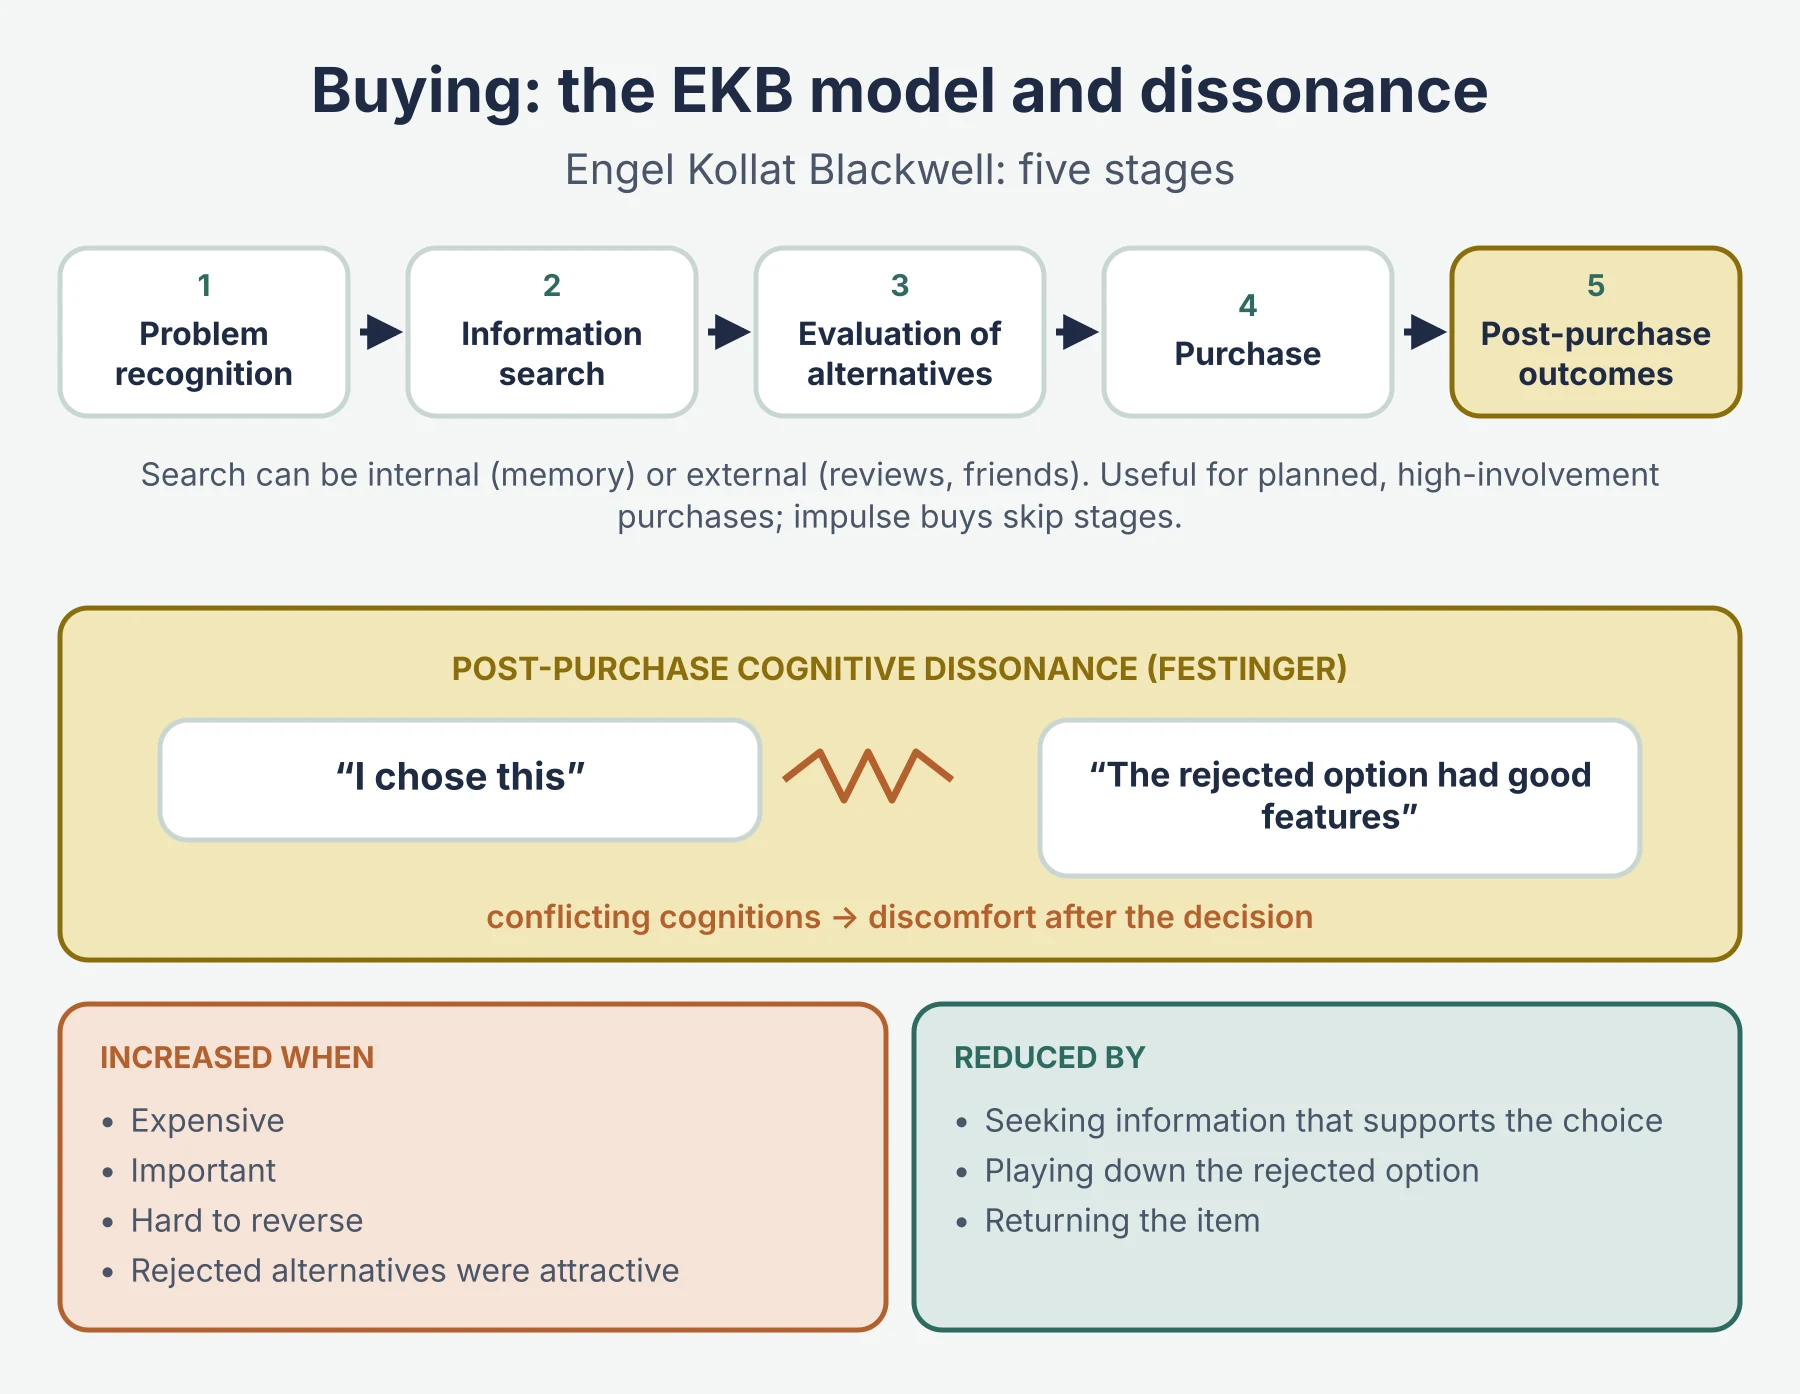 Buying: the EKB model and dissonance
Engel Kollat Blackwell: five stages
1
Problem
recognition
2
Information
search
3
Evaluation of
alternatives
4
Purchase
5
Post-purchase
outcomes
Search can be internal (memory) or external (reviews, friends). Useful for planned, high-involvement
purchases; impulse buys skip stages.
POST-PURCHASE COGNITIVE DISSONANCE (FESTINGER)
“I chose this”
“The rejected option had good
features”
conflicting cognitions → discomfort after the decision
INCREASED WHEN
• Expensive
• Important
• Hard to reverse
• Rejected alternatives were attractive
REDUCED BY
• Seeking information that supports the choice
• Playing down the rejected option
• Returning the item